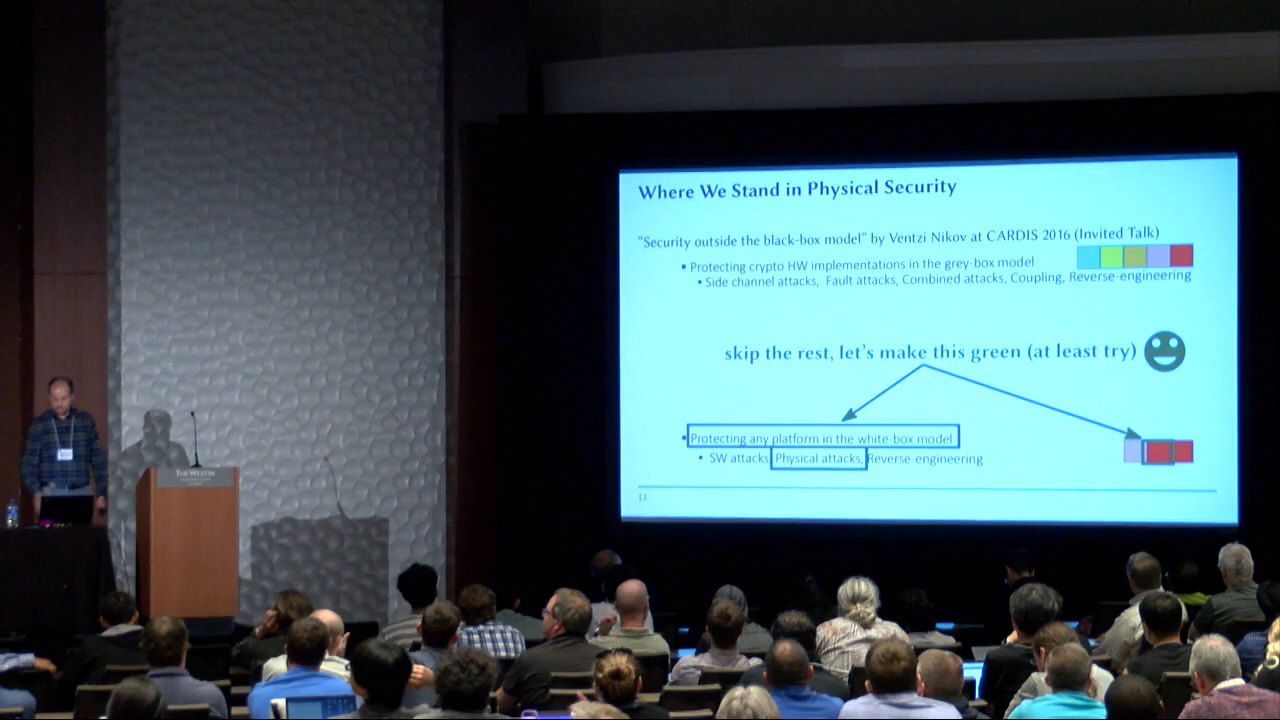 Where We Stand in Physical Security
“Security outside the black-box model” by Ventzi Nikov at CARDIS 2016 (Invited Talk)
▪ Protecting crypto HW implementations in the grey-box model
▪ Side channel attacks, Fault attacks, Combined attacks, Coupling, Reverse-engineering
skip the rest, let’s make this green (at least try)
▪ Protecting any platform in the white-box model
▪ SW attacks, Physical attacks, Reverse-engineering
| 2
THE WESTIN